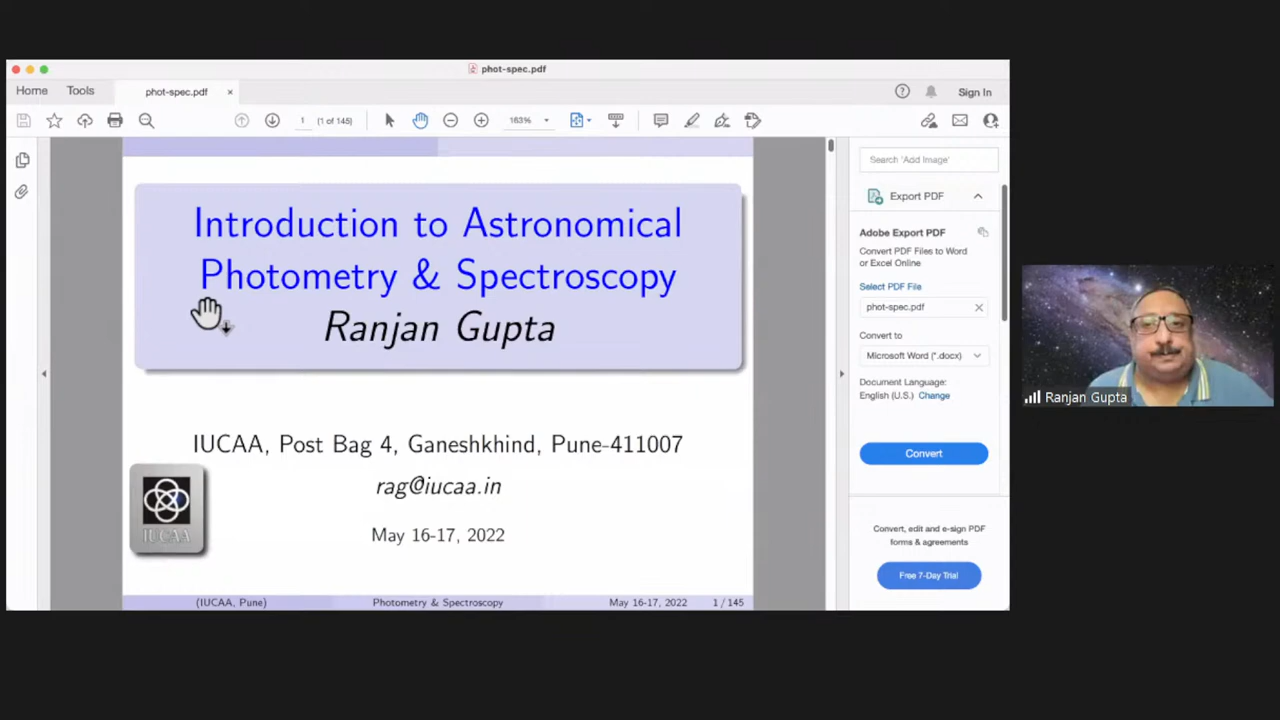 phot-spec.pdf
Home Tools phot-spec.pdf × Sign In
1 (1 of 145) 163%
Introduction to Astronomical
Photometry & Spectroscopy
Ranjan Gupta
IUCAA, Post Bag 4, Ganeshkhind, Pune-411007
rag@iucaa.in
May 16-17, 2022
IUCAA
(IUCAA, Pune) Photometry & Spectroscopy May 16-17, 2022 1 / 145
Search 'Add Image'
Export PDF
Adobe Export PDF
Convert PDF Files to Word
or Excel Online
Select PDF File
phot-spec.pdf
Convert to
Microsoft Word (*.docx)
Document Language:
English (U.S.) Change
Convert
Convert, edit and e-sign PDF
forms & agreements
Free 7-Day Trial
Ranjan Gupta